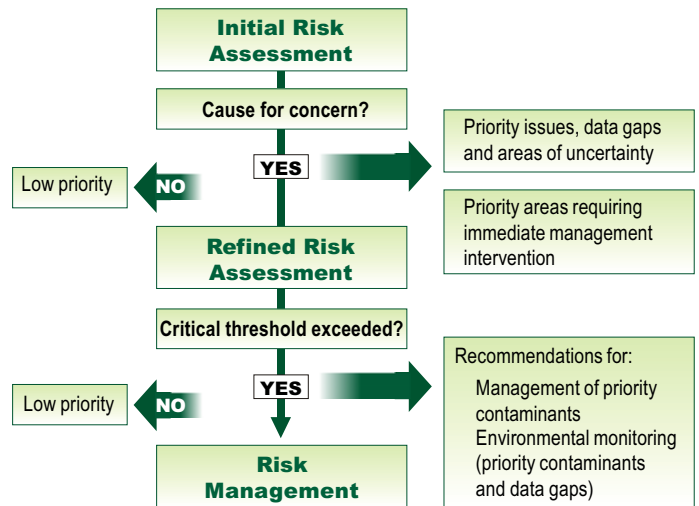 Initial Risk
Assessment
Cause for concern?
YES
Priority issues, data gaps
and areas of uncertainty
Low priority
NO
Priority areas requiring
immediate management
intervention
Refined Risk
Assessment
Critical threshold exceeded?
YES
Recommendations for:
Management of priority
contaminants
Environmental monitoring
(priority contaminants
and data gaps)
Low priority
NO
Risk
Management